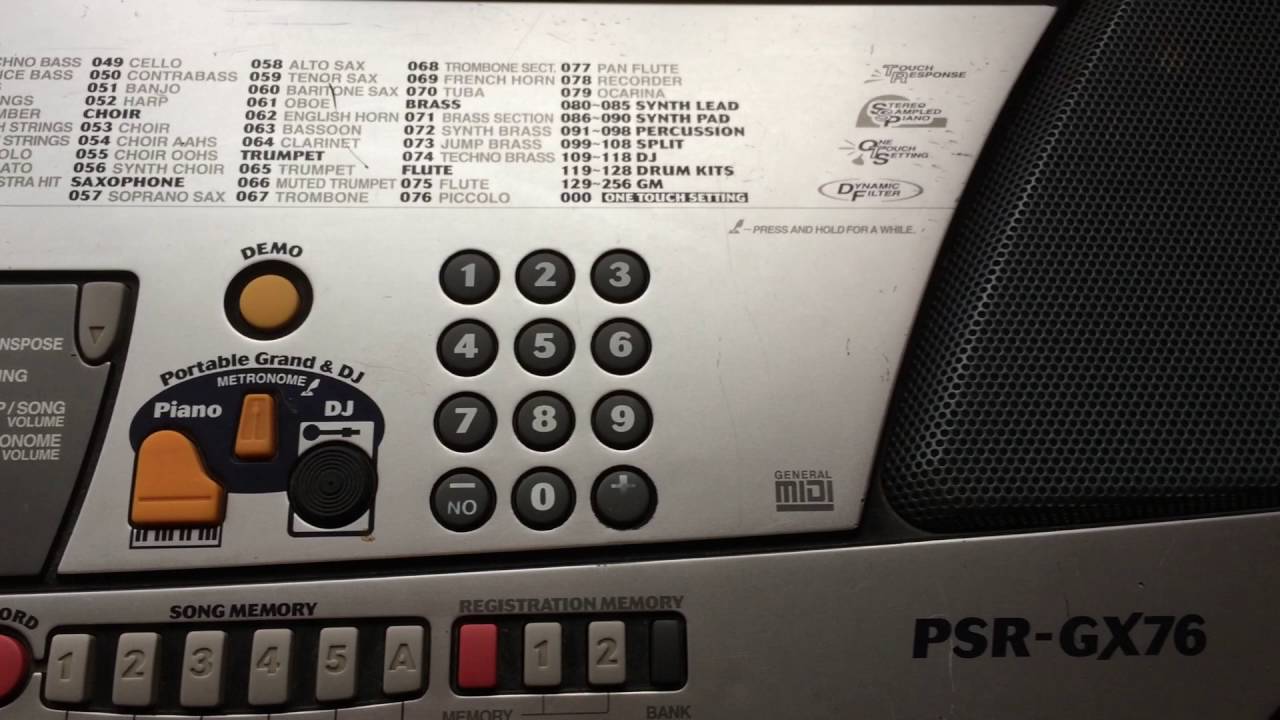 HNO BASS
NCE BASS
NGS
MBER
STRINGS
STRINGS
OLO
ATO
STRA HIT
049 CELLO
050 CONTRABASS
051 BANJO
052 HARP
CHOIR
053 CHOIR
054 CHOIR AAHS
055 CHOIR OOHS
056 SYNTH CHOIR
SAXOPHONE
057 SOPRANO SAX
058 ALTO SAX
059 TENOR SAX
060 BARITONE SAX
061 OBOE
062 ENGLISH HORN
063 BASSOON
064 CLARINET
TRUMPET
065 TRUMPET
066 MUTED TRUMPET
067 TROMBONE
068 TROMBONE SECT.
069 FRENCH HORN
070 TUBA
BRASS
071 BRASS SECTION
072 SYNTH BRASS
073 JUMP BRASS
074 TECHNO BRASS
FLUTE
075 FLUTE
076 PICCOLO
077 PAN FLUTE
078 RECORDER
079 OCARINA
080~085 SYNTH LEAD
086~090 SYNTH PAD
091~098 PERCUSSION
099~108 SPLIT
109~118 DJ
119~128 DRUM KITS
129~256 GM
000 ONE TOUCH SETTING
TOUCH
RESPONSE
STEREO
SAMPLED
PIANO
ONE
TOUCH
SETTING
DYNAMIC
FILTER
–PRESS AND HOLD FOR A WHILE.
DEMO
Portable Grand & DJ
METRONOME
Piano
DJ
NSPOSE
ING
P/SONG
VOLUME
ONOME
VOLUME
1 2 3
4 5 6
7 8 9
– NO 0 +
GENERAL
MIDI
ORD
SONG MEMORY
1 2 3 4 5 A
REGISTRATION MEMORY
1 2
MEMORY
BANK
PSR-GX76